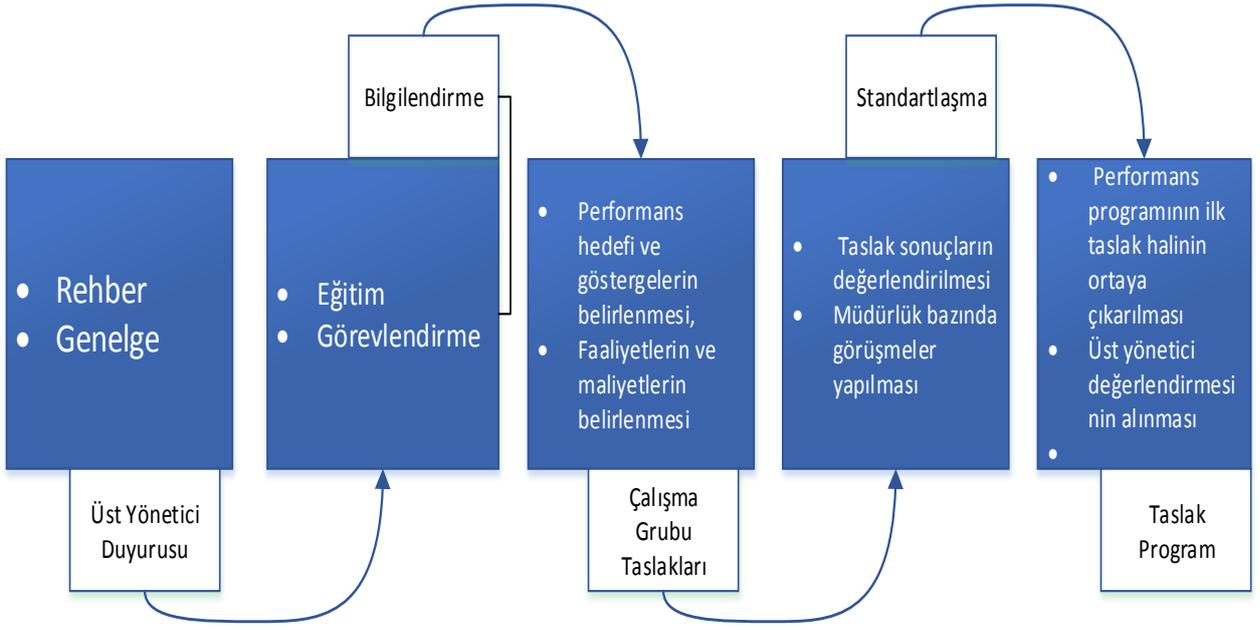 • Rehber
• Genelge
Üst Yönetici
Duyurusu
Bilgilendirme
• Eğitim
• Görevlendirme
• Performans
hedefi ve
göstergelerin
belirlenmesi,
• Faaliyetlerin ve
maliyetlerin
belirlenmesi
Çalışma
Grubu
Taslakları
Standartlaşma
• Taslak sonuçların
değerlendirilmesi
• Müdürlük bazında
görüşmeler
yapılması
• Performans
programının ilk
taslak halinin
ortaya
çıkarılması
• Üst yönetici
değerlendirmesi
nin alınması
•
Taslak
Program